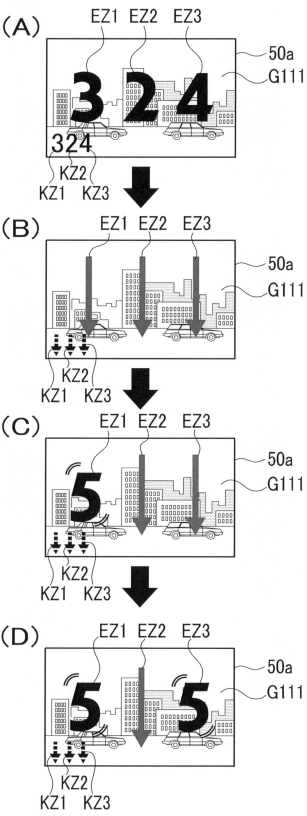 (A)
EZ1 EZ2 EZ3
50a
G111
3 2 4
324
KZ1 KZ2 KZ3
(B)
EZ1 EZ2 EZ3
50a
G111
KZ1 KZ2 KZ3
(C)
EZ1 EZ2 EZ3
50a
G111
5
KZ1 KZ2 KZ3
(D)
EZ1 EZ2 EZ3
50a
G111
5 5
KZ1 KZ2 KZ3